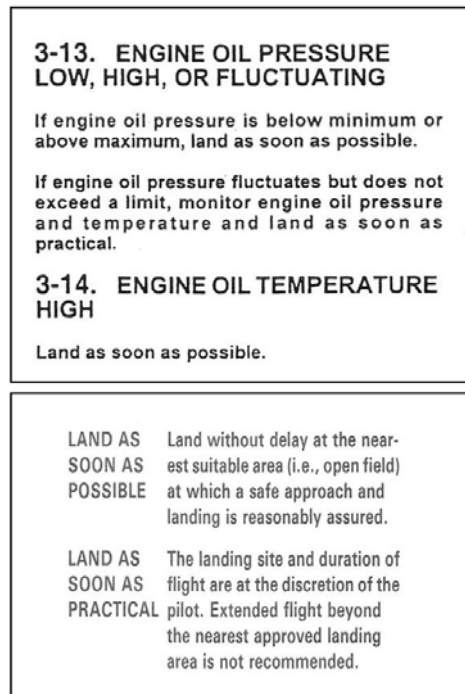 3-13. ENGINE OIL PRESSURE
LOW, HIGH, OR FLUCTUATING
If engine oil pressure is below minimum or
above maximum, land as soon as possible.
If engine oil pressure fluctuates but does not
exceed a limit, monitor engine oil pressure
and temperature and land as soon as
practical.
3-14. ENGINE OIL TEMPERATURE
HIGH
Land as soon as possible.
LAND AS Land without delay at the near-
SOON AS est suitable area (i.e., open field)
POSSIBLE at which a safe approach and
landing is reasonably assured.
LAND AS The landing site and duration of
SOON AS flight are at the discretion of the
PRACTICAL pilot. Extended flight beyond
the nearest approved landing
area is not recommended.